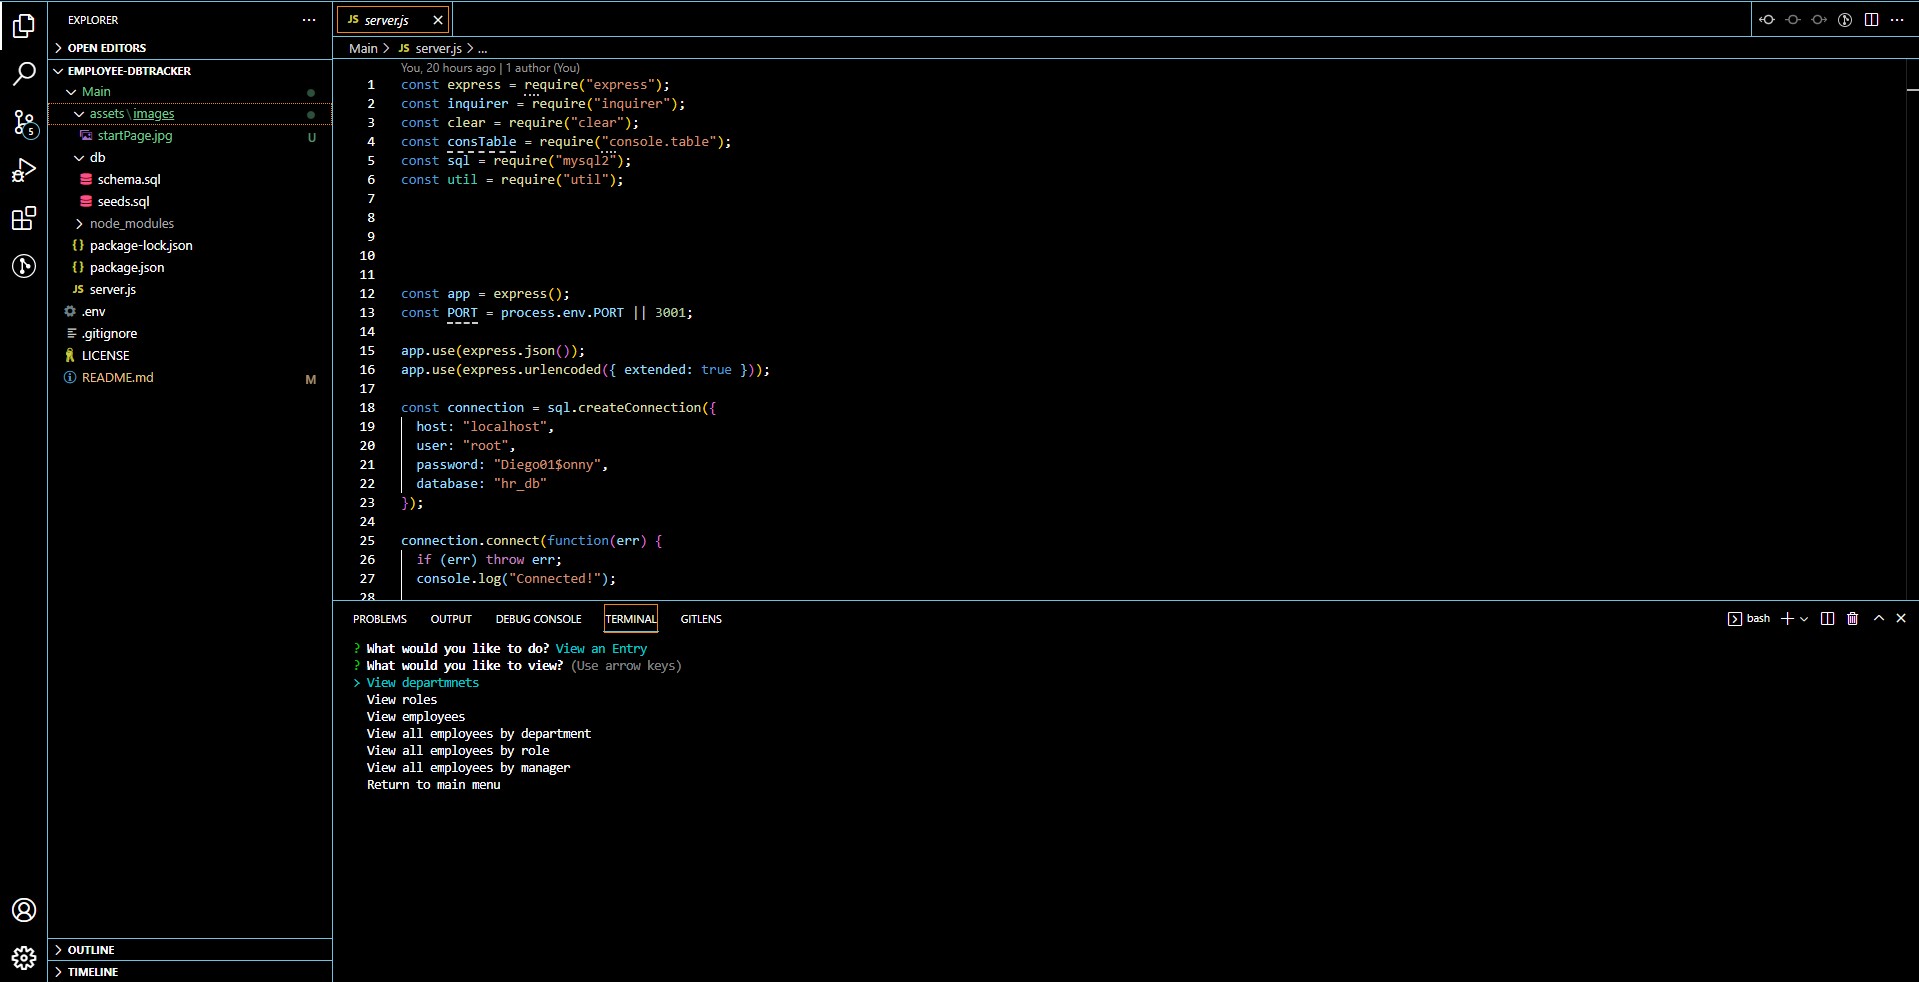 EXPLORER
OPEN EDITORS
EMPLOYEE-DBTRACKER
Main
assets\images
startPage.jpg U
db
schema.sql
seeds.sql
node_modules
package-lock.json
package.json
JS server.js
.env
.gitignore
LICENSE
README.md M
5
OUTLINE
TIMELINE
JS server.js
Main > JS server.js > ...
You, 20 hours ago | 1 author (You)
1 const express = require("express");
2 const inquirer = require("inquirer");
3 const clear = require("clear");
4 const consTable = require("console.table");
5 const sql = require("mysql2");
6 const util = require("util");
7
8
9
10
11
12 const app = express();
13 const PORT = process.env.PORT || 3001;
14
15 app.use(express.json());
16 app.use(express.urlencoded({ extended: true }));
17
18 const connection = sql.createConnection({
19 host: "localhost",
20 user: "root",
21 password: "Diego01$onny",
22 database: "hr_db"
23 });
24
25 connection.connect(function(err) {
26 if (err) throw err;
27 console.log("Connected!");
28
PROBLEMS OUTPUT DEBUG CONSOLE TERMINAL GITLENS
bash
? What would you like to do? View an Entry
? What would you like to view? (Use arrow keys)
> View departmnets
View roles
View employees
View all employees by department
View all employees by role
View all employees by manager
Return to main menu